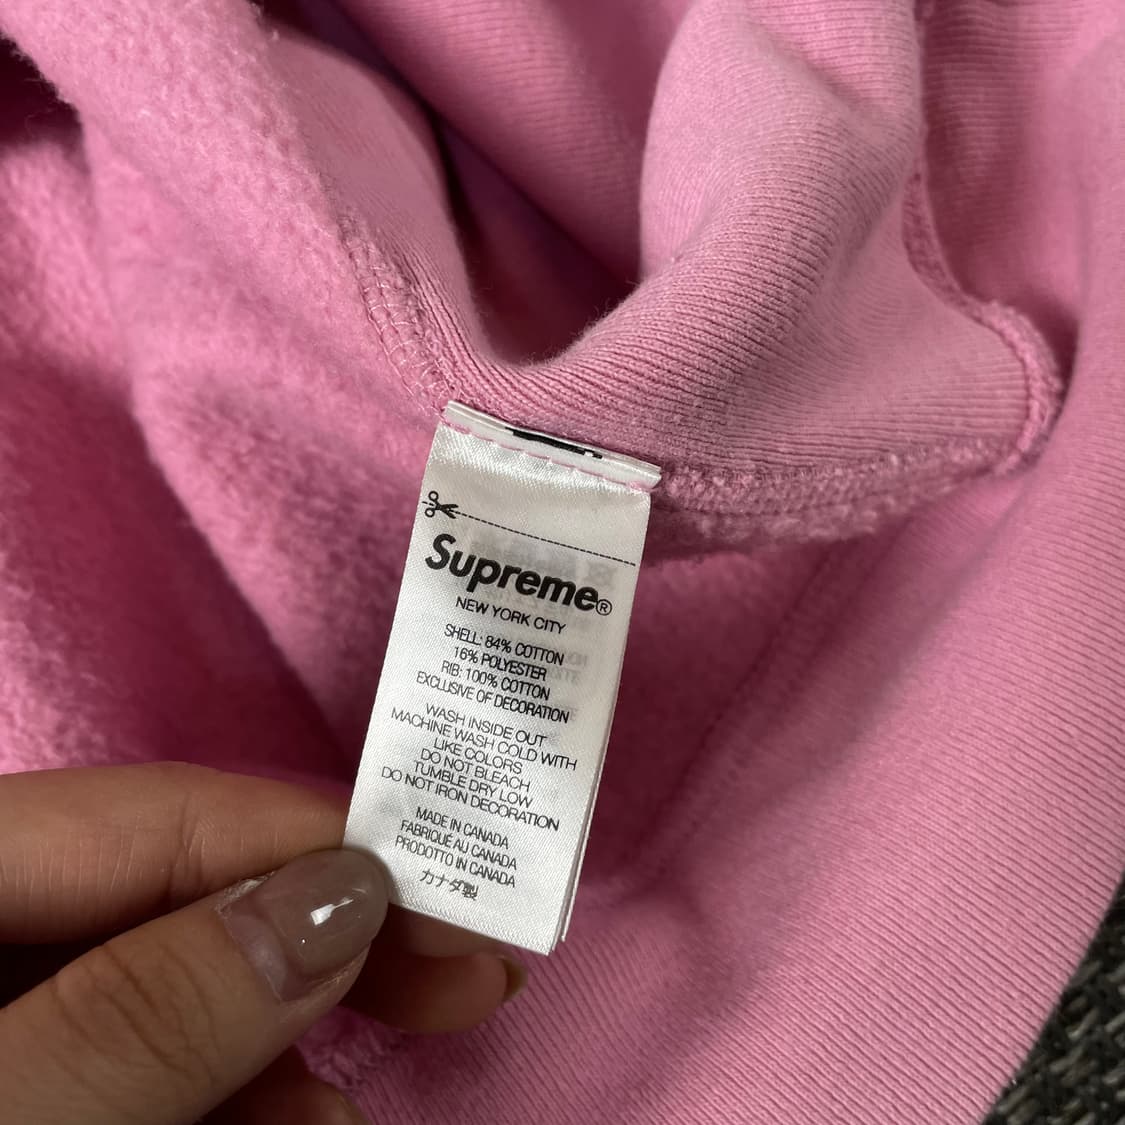 Supreme®
NEW YORK CITY
SHELL: 84% COTTON
16% POLYESTER
RIB: 100% COTTON
EXCLUSIVE OF DECORATION
WASH INSIDE OUT
MACHINE WASH COLD WITH
LIKE COLORS
DO NOT BLEACH
TUMBLE DRY LOW
DO NOT IRON DECORATION
MADE IN CANADA
FABRIQUÉ AU CANADA
PRODOTTO IN CANADA
カナダ製